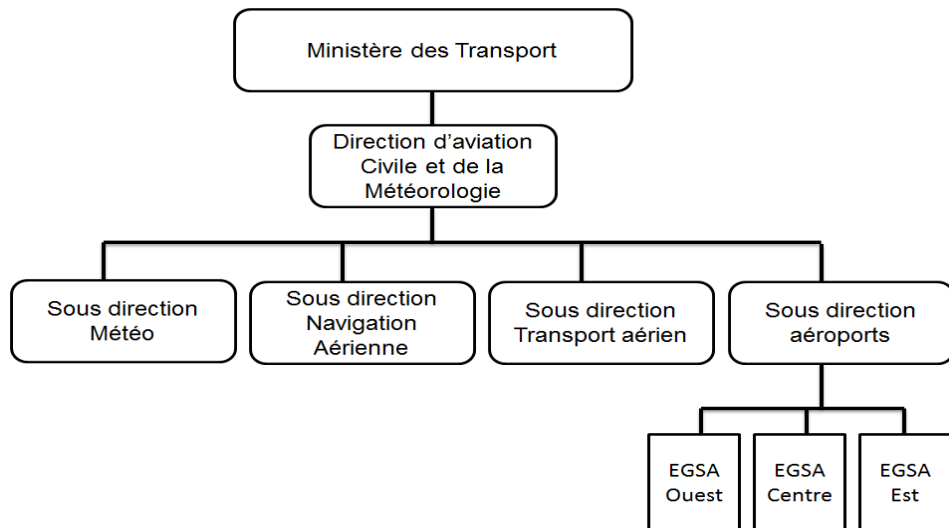 Ministère des Transport
Direction d'aviation
Civile et de la
Météorologie
Sous direction
Météo
Sous direction
Navigation
Aérienne
Sous direction
Transport aérien
Sous direction
aéroports
EGSA
Ouest
EGSA
Centre
EGSA
Est